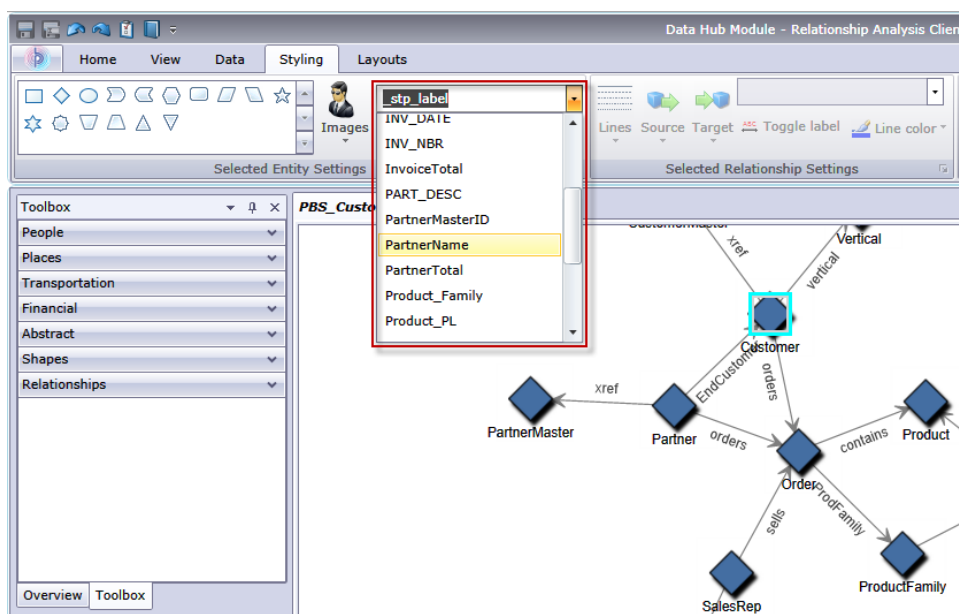 Data Hub Module - Relationship Analysis Clien
Home View Data Styling Layouts
_stp_label
Images
Lines Source Target ABC Toggle label Line color
Selected Entity Settings
Selected Relationship Settings
INV_DATE
INV_NBR
InvoiceTotal
PART_DESC
PartnerMasterID
PartnerName
PartnerTotal
Product_Family
Product_PL
Toolbox
People
Places
Transportation
Financial
Abstract
Shapes
Relationships
Overview Toolbox
PBS_Custo
CustomerMaster
xref
Vertical
vertical
Customer
EndCustom
orders
xref
PartnerMaster
Partner
orders
contains
Product
Order
ProdFamily
sells
ProductFamily
SalesRep